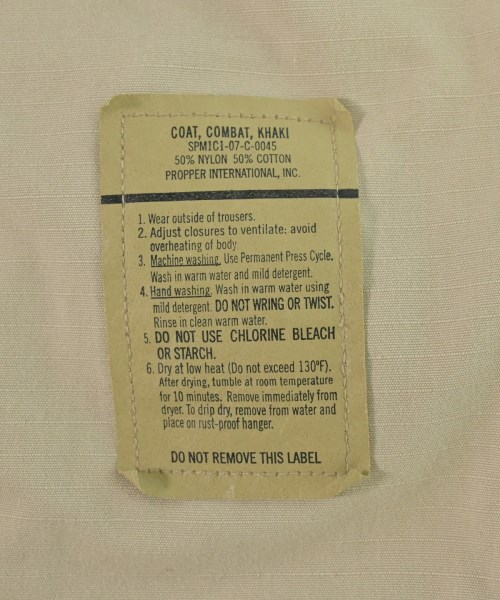 COAT, COMBAT, KHAKI
SPM1C1-07-C-0045
50% NYLON 50% COTTON
PROPPER INTERNATIONAL, INC.
1. Wear outside of trousers.
2. Adjust closures to ventilate: avoid
overheating of body
3. Machine washing. Use Permanent Press Cycle.
Wash in warm water and mild detergent.
4. Hand washing. Wash in warm water using
mild detergent. DO NOT WRING OR TWIST.
Rinse in clean warm water.
5. DO NOT USE CHLORINE BLEACH
OR STARCH.
6. Dry at low heat (Do not exceed 130°F).
After drying, tumble at room temperature
for 10 minutes. Remove immediately from
dryer. To drip dry, remove from water and
place on rust-proof hanger.
DO NOT REMOVE THIS LABEL